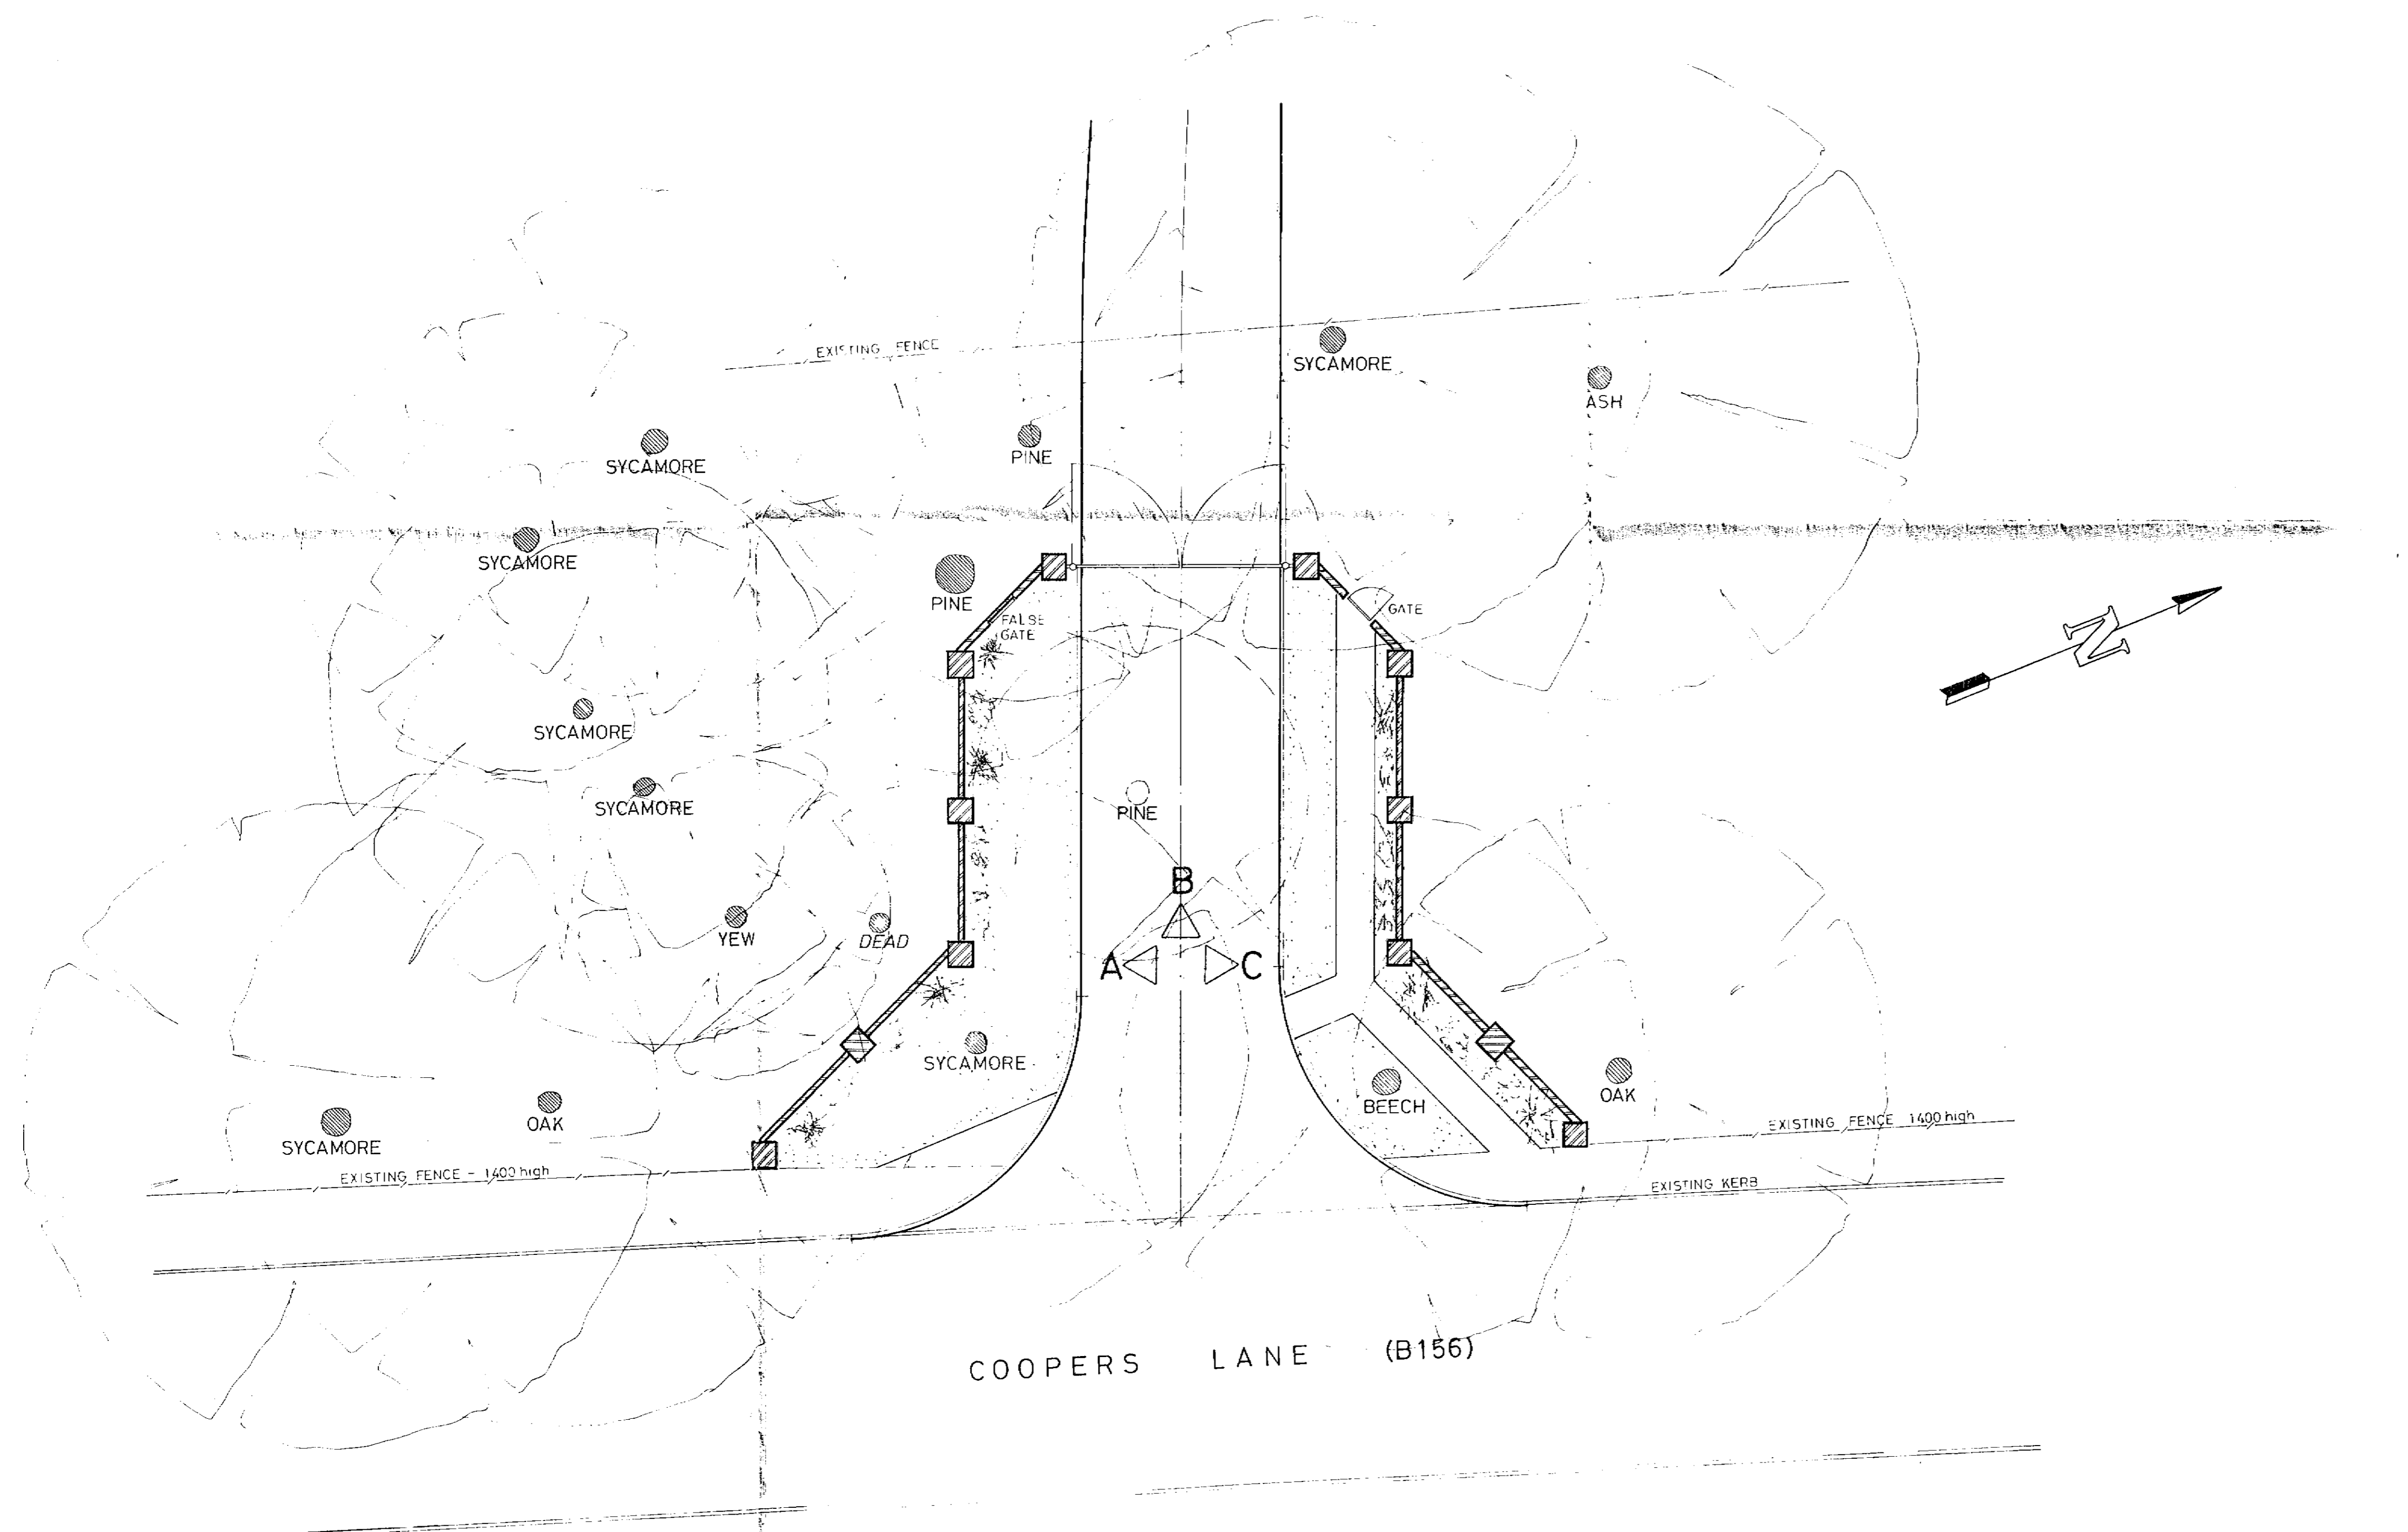 EXISTING FENCE
SYCAMORE
ASH
SYCAMORE
PINE
SYCAMORE
PINE
FALSE
GATE
GATE
N
SYCAMORE
SYCAMORE
PINE
B
YEW
DEAD
A
C
SYCAMORE
OAK
BEECH
OAK
SYCAMORE
EXISTING FENCE 1400 high
EXISTING FENCE - 1400 high
EXISTING KERB
COOPERS LANE (B156)